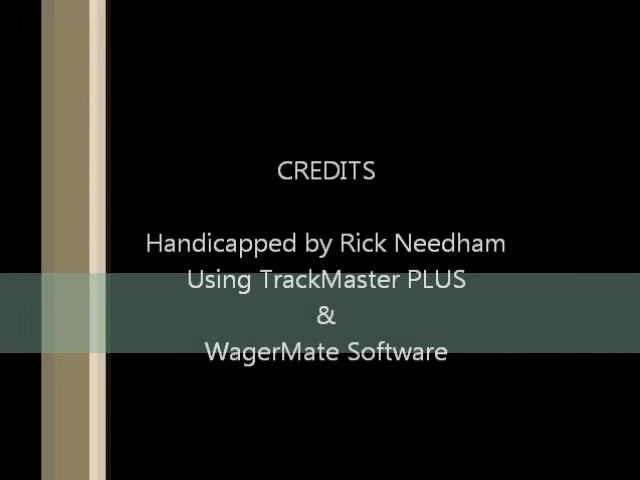 CREDITS
Handicapped by Rick Needham
Using TrackMaster PLUS
&
WagerMate Software